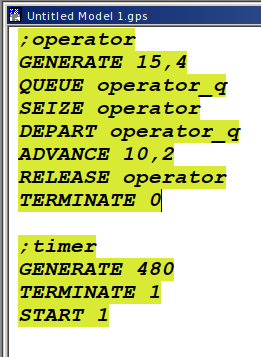 Untitled Model 1.gps
;operator
GENERATE 15,4
QUEUE operator_q
SEIZE operator
DEPART operator_q
ADVANCE 10,2
RELEASE operator
TERMINATE 0
;timer
GENERATE 480
TERMINATE 1
START 1